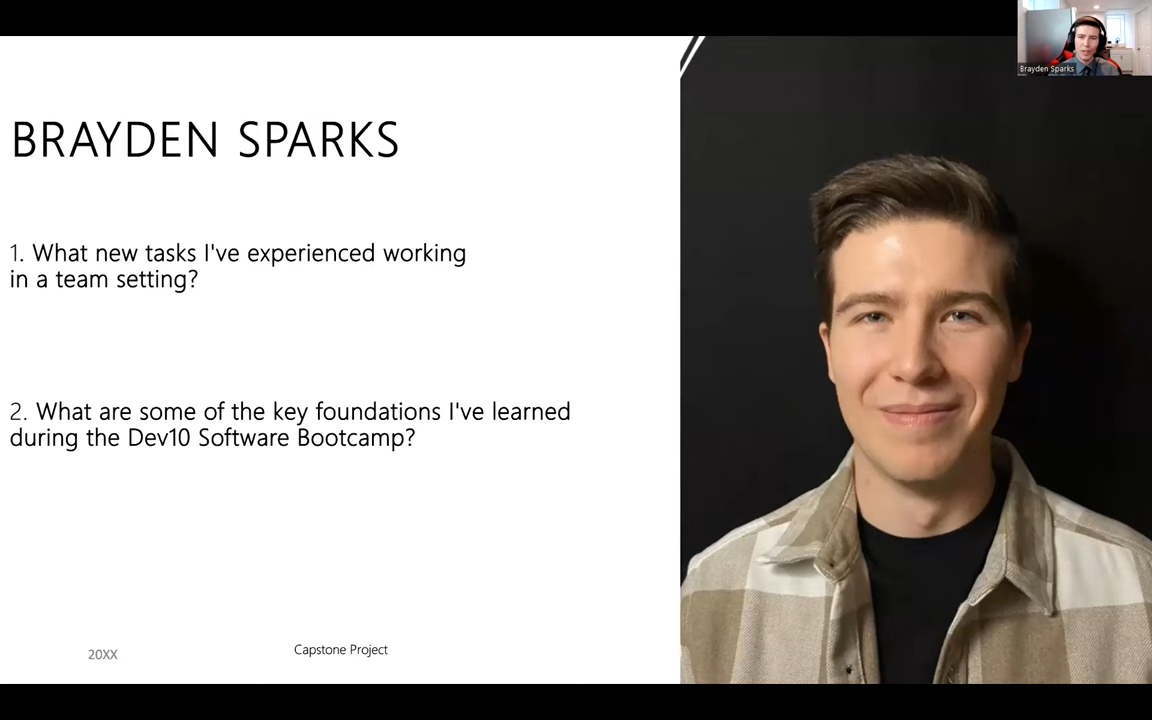 Brayden Sparks
BRAYDEN SPARKS
1. What new tasks I've experienced working
in a team setting?
2. What are some of the key foundations I've learned
during the Dev10 Software Bootcamp?
20XX
Capstone Project